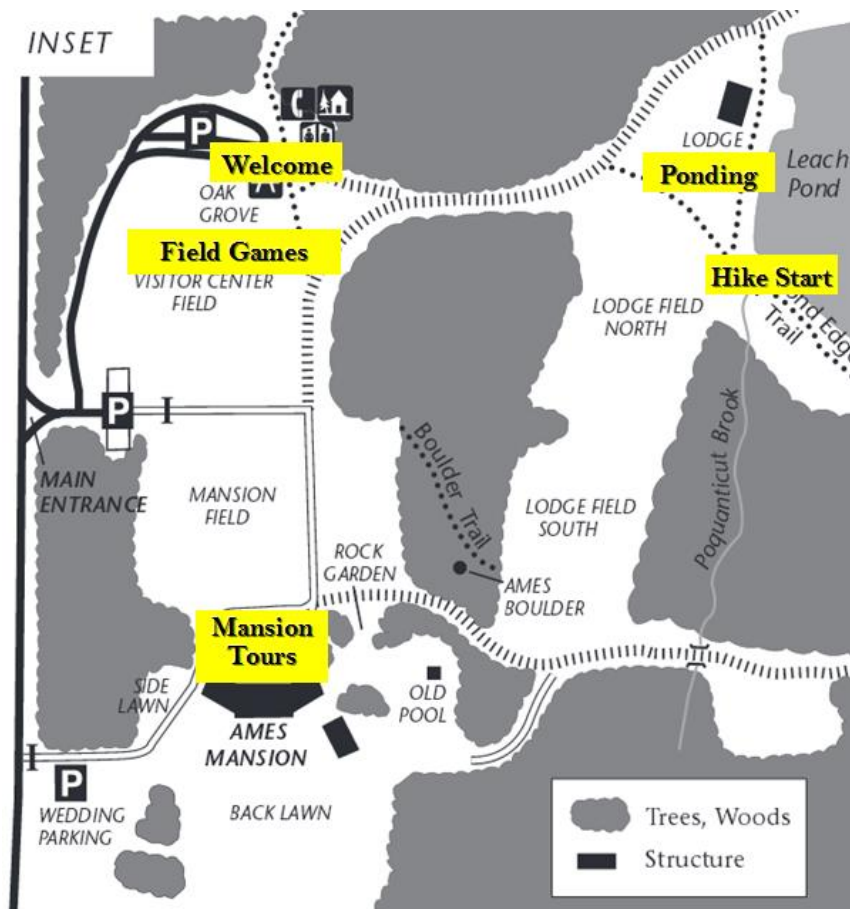 INSET
P
Welcome
OAK
GROVE
LODGE
Ponding
Leach
Pond
Field Games
VISITOR CENTER
FIELD
Hike Start
Trail
LODGE FIELD
NORTH
P
MAIN
ENTRANCE
MANSION
FIELD
Boulder Trail
LODGE FIELD
SOUTH
Poquanticut Brook
ROCK
GARDEN
AMES
BOULDER
Mansion
Tours
SIDE
LAWN
OLD
POOL
AMES
MANSION
P
WEDDING
PARKING
BACK LAWN
Trees, Woods
Structure